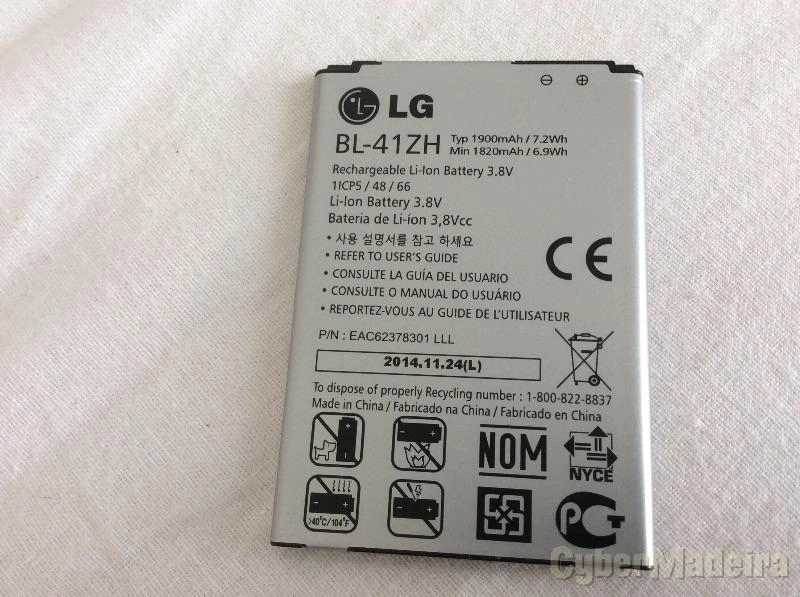 LG
BL-41ZH Typ 1900mAh / 7.2Wh
Min 1820mAh / 6.9Wh
Rechargeable Li-Ion Battery 3.8V
1ICP5 / 48 / 66
Li-Ion Battery 3.8V
Bateria de Li-íon 3,8Vcc
• 사용 설명서를 참고 하세요
• REFER TO USER'S GUIDE
• CONSULTE LA GUÍA DEL USUARIO
• CONSULTE O MANUAL DO USUÁRIO
• REPORTEZ-VOUS AU GUIDE DE L'UTILISATEUR
CE
P/N : EAC62378301 LLL
2014.11.24(L)
To dispose of properly Recycling number : 1-800-822-8837
Made in China / Fabricado na China / Fabricado en China
NOM
NYCE
>40°C/104°F
PCT
CyberMadeira